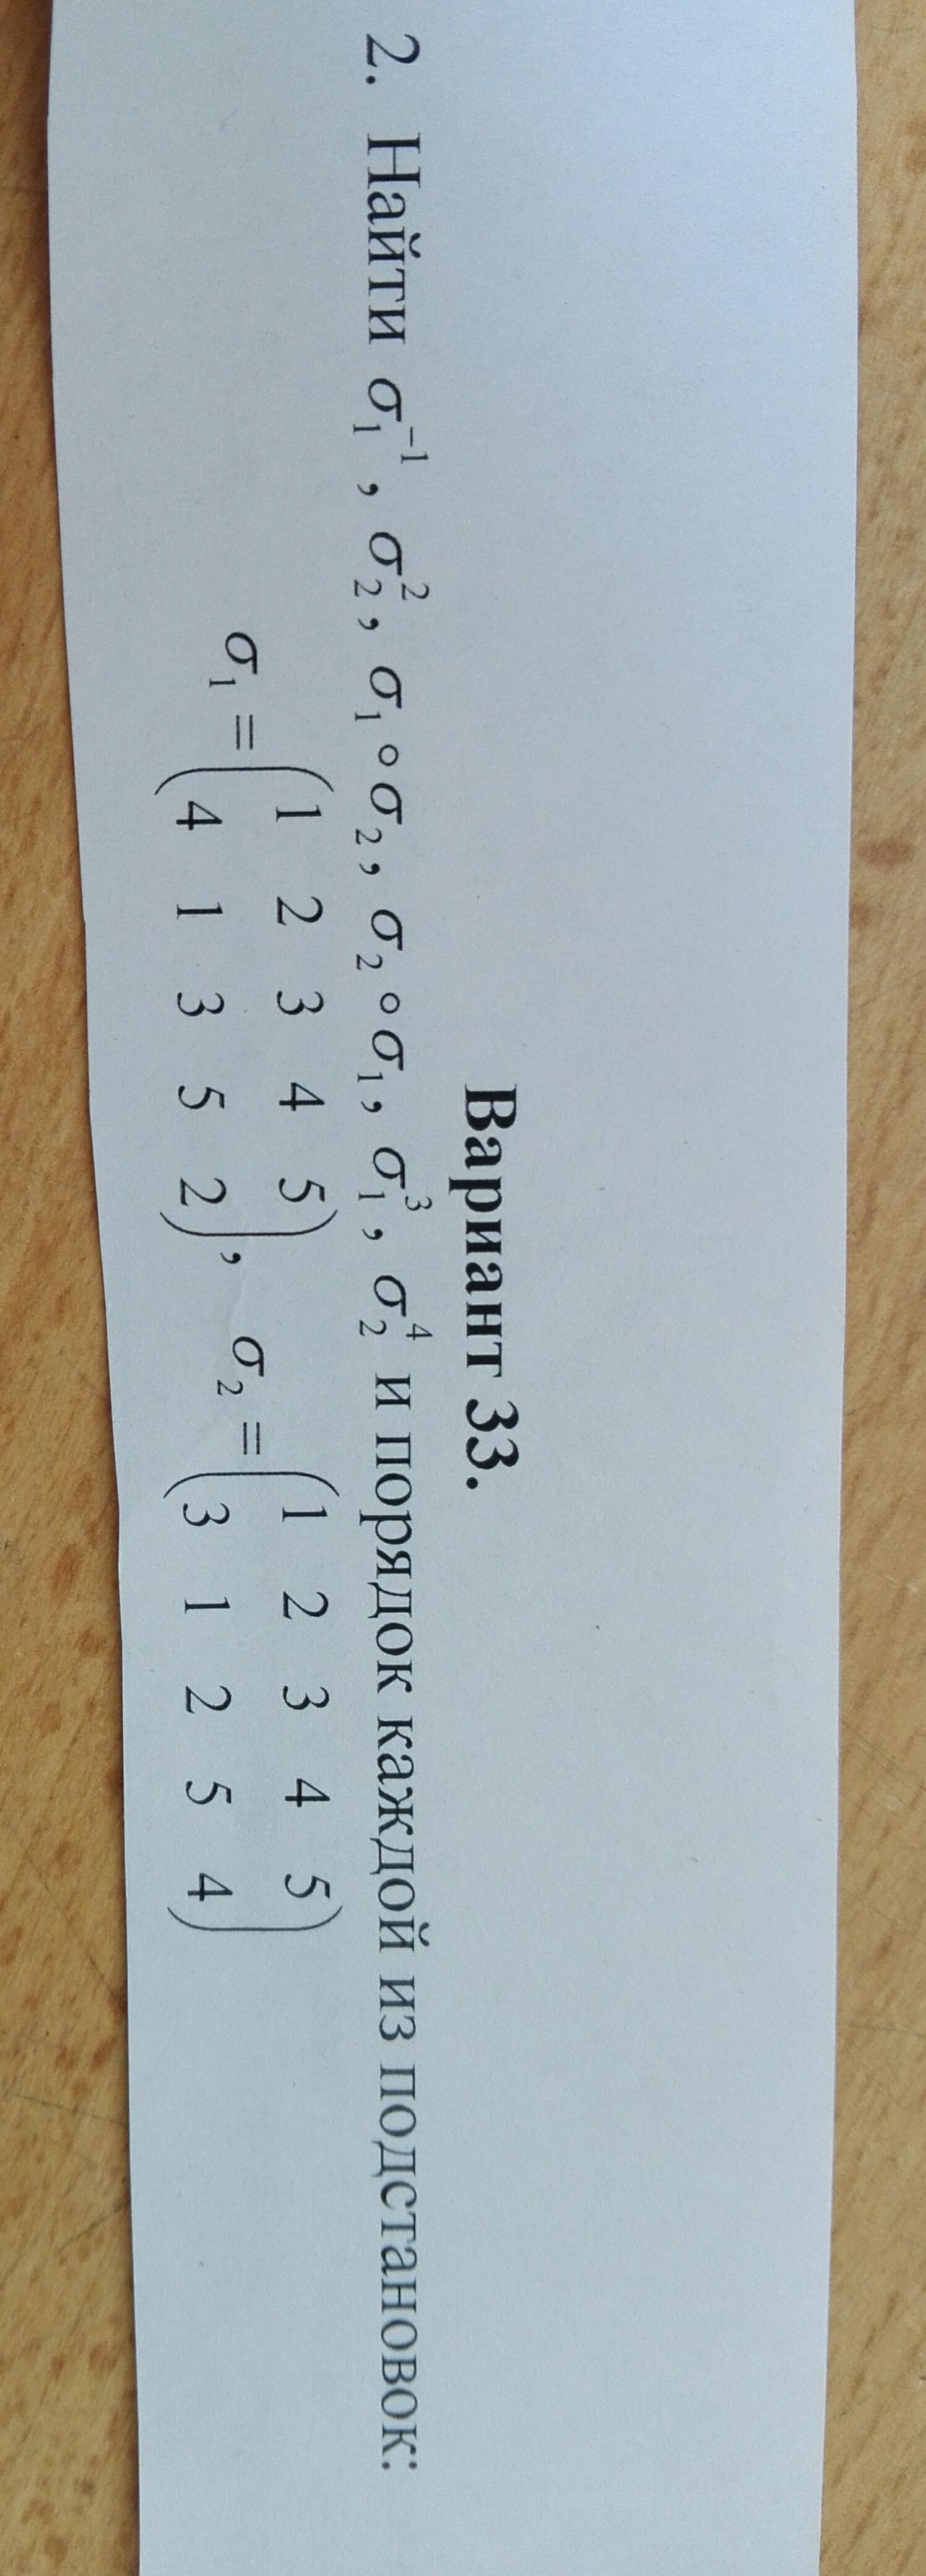 Вариант 33.
2. Найти σ₁⁻¹, σ₂², σ₁∘σ₂, σ₂∘σ₁, σ₁³, σ₂⁴ и порядок каждой из подстановок:
σ₁ = (1 2 3 4 5 / 4 1 3 5 2), σ₂ = (1 2 3 4 5 / 3 1 2 5 4)